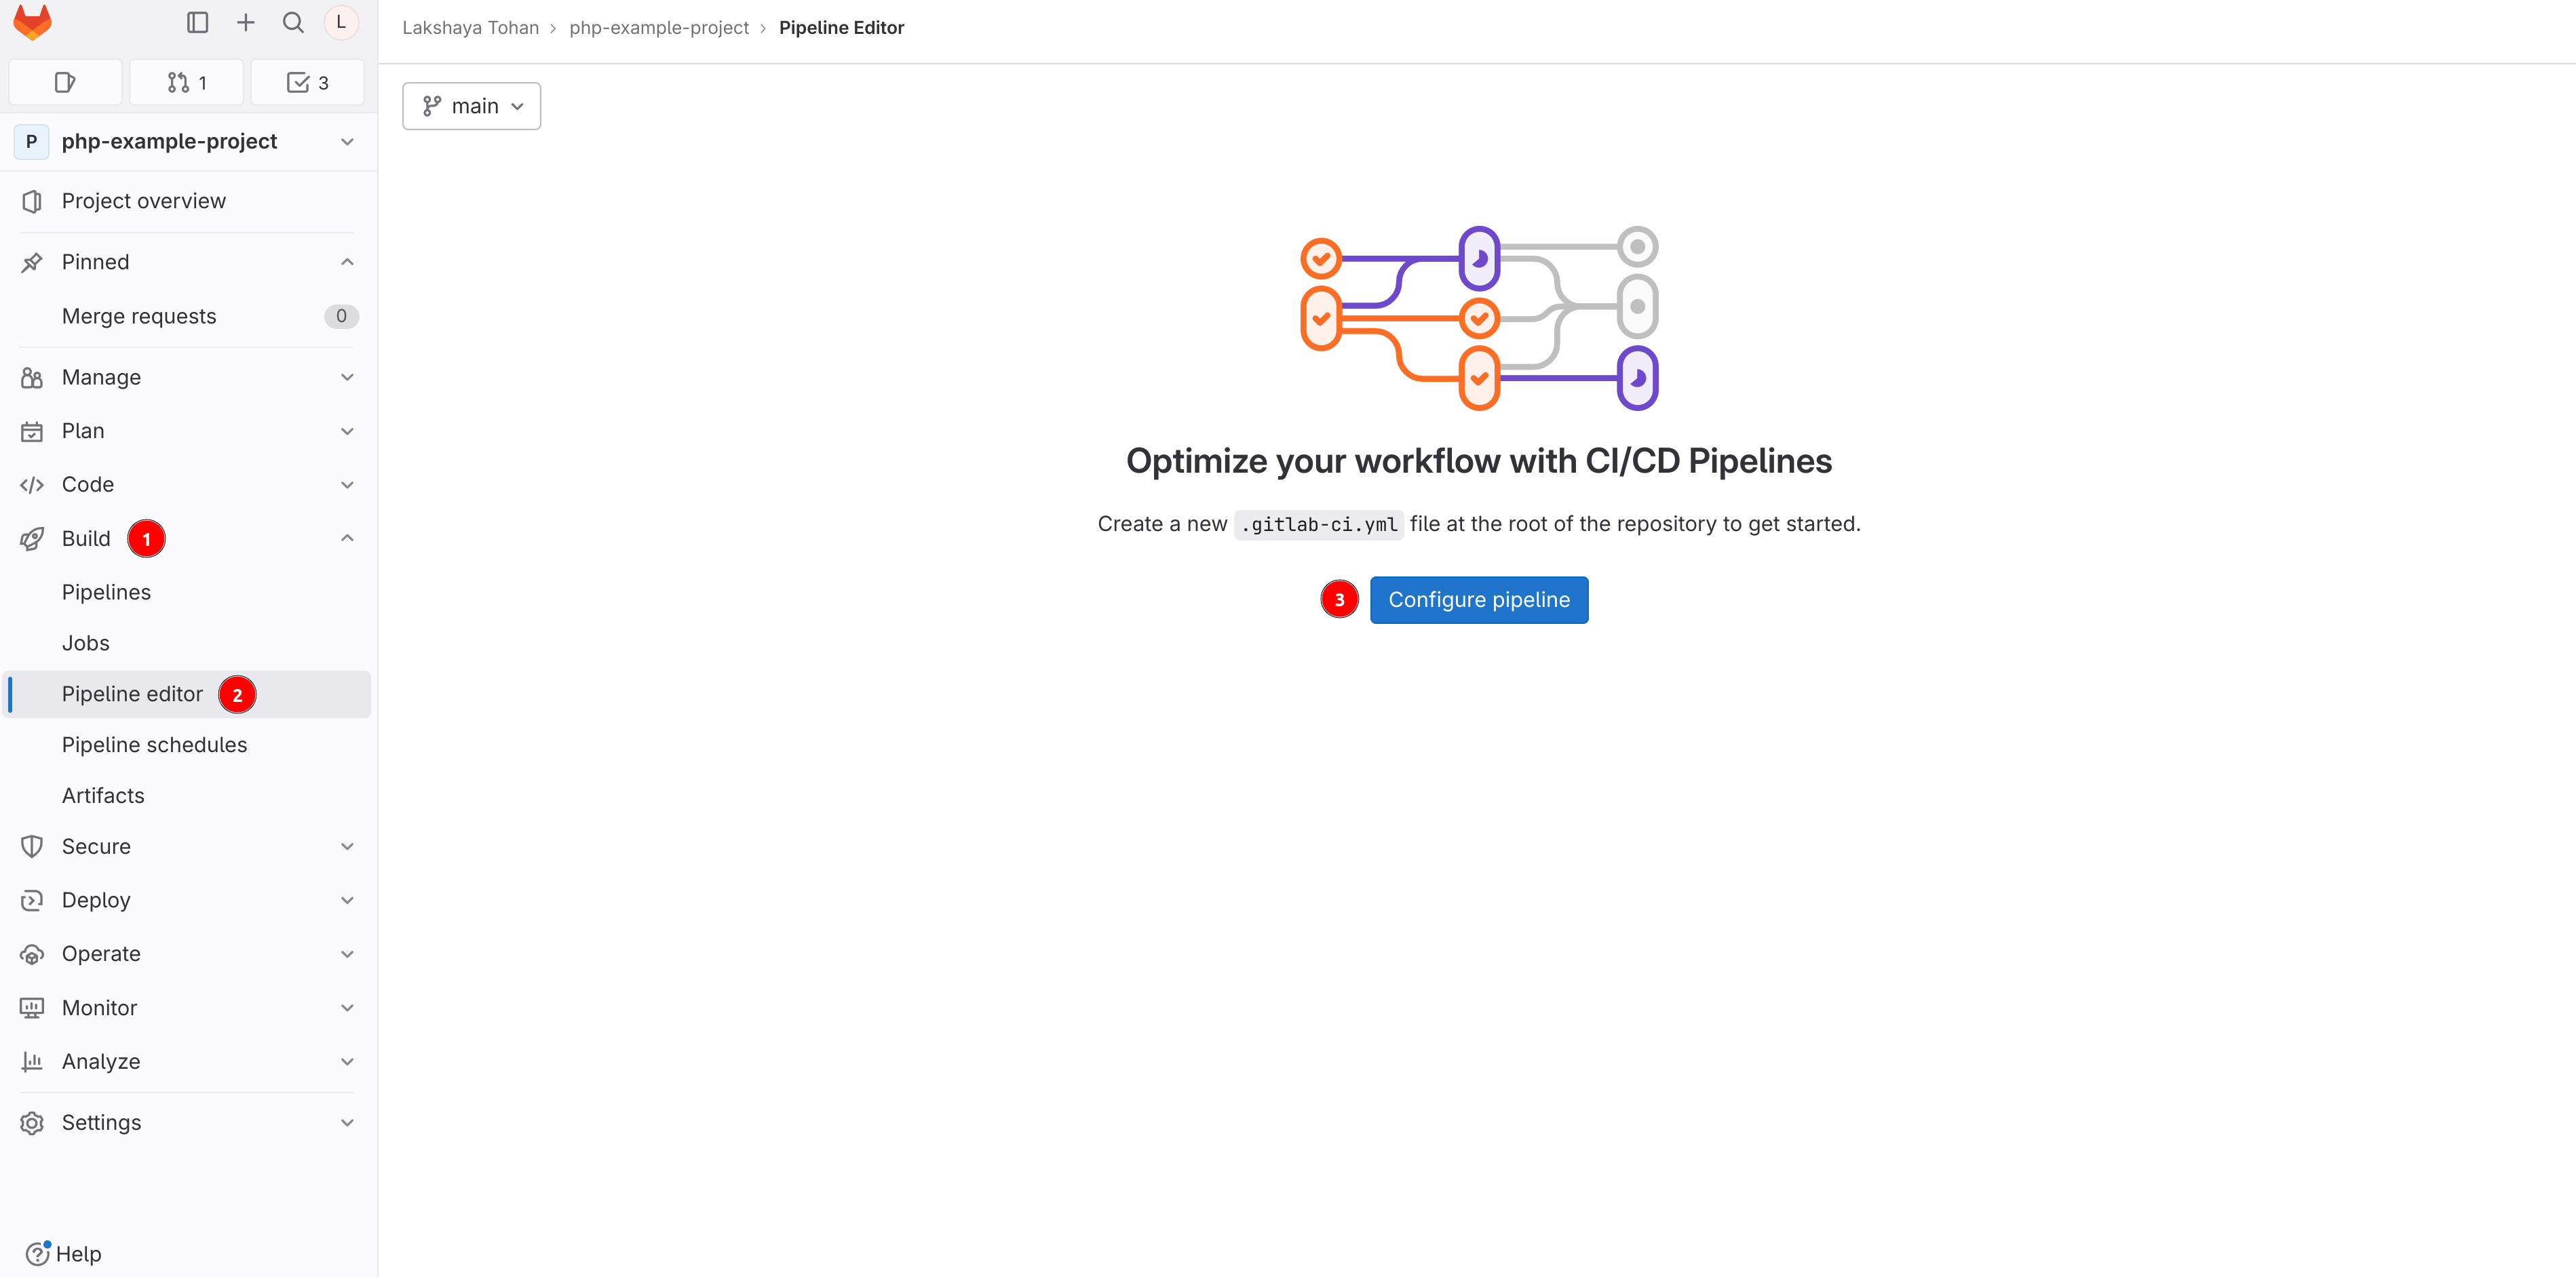 L
1
3
P php-example-project
Project overview
Pinned
Merge requests 0
Manage
Plan
Code
Build 1
Pipelines
Jobs
Pipeline editor 2
Pipeline schedules
Artifacts
Secure
Deploy
Operate
Monitor
Analyze
Settings
Help
Lakshaya Tohan › php-example-project › Pipeline Editor
main
Optimize your workflow with CI/CD Pipelines
Create a new .gitlab-ci.yml file at the root of the repository to get started.
3 Configure pipeline